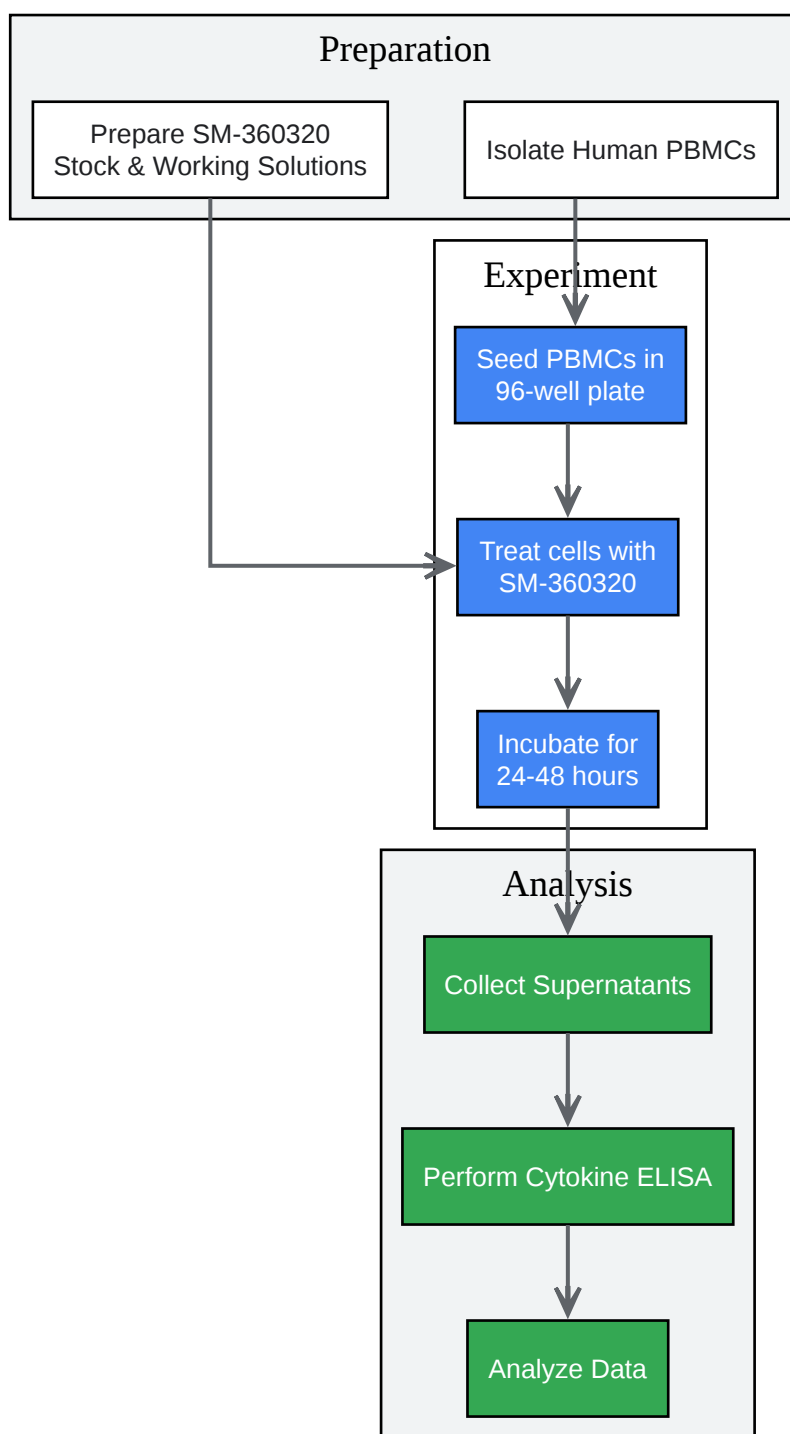 Preparation
Prepare SM-360320
Stock & Working Solutions
Isolate Human PBMCs
Experiment
Seed PBMCs in
96-well plate
Treat cells with
SM-360320
Incubate for
24-48 hours
Analysis
Collect Supernatants
Perform Cytokine ELISA
Analyze Data